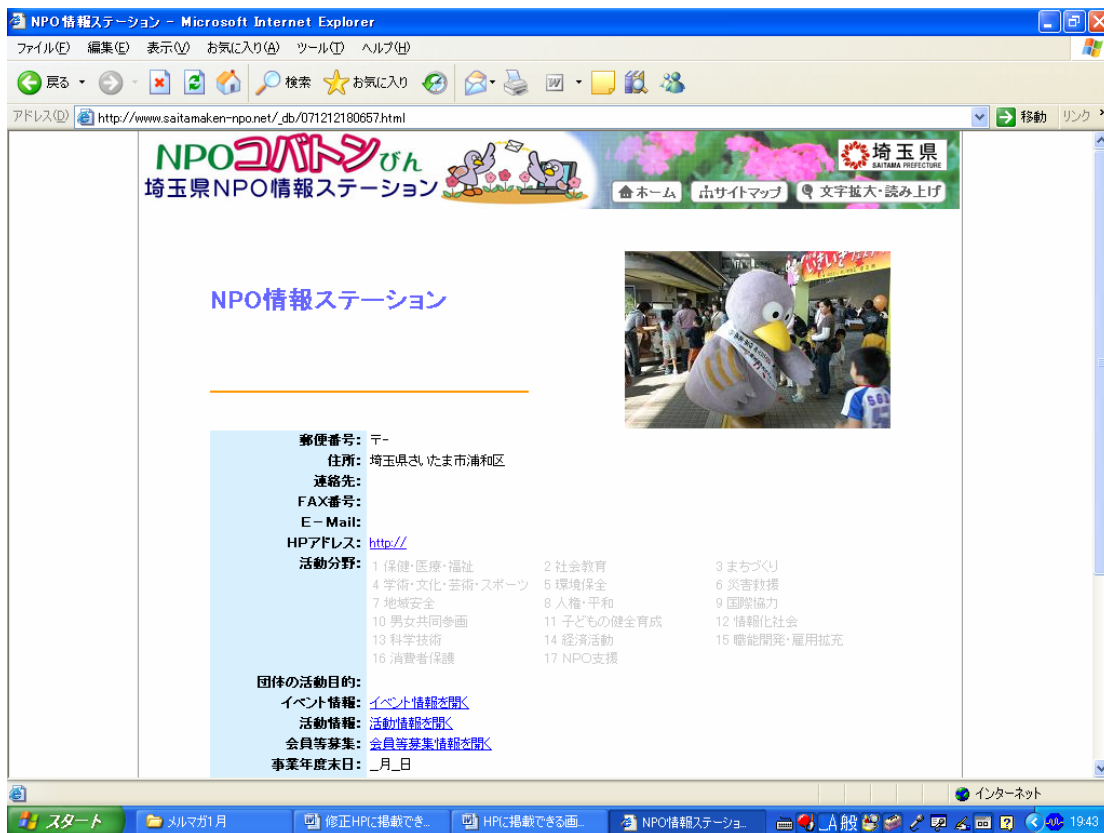 NPO情報ステーション - Microsoft Internet Explorer
ファイル(F) 編集(E) 表示(V) お気に入り(A) ツール(T) ヘルプ(H)
戻る 検索 お気に入り
アドレス(D) http://www.saitamaken-npo.net/_db/071212180657.html 移動 リンク
NPOコバトンびん
埼玉県NPO情報ステーション
埼玉県
SAITAMA PREFECTURE
ホーム サイトマップ 文字拡大・読み上げ
NPO情報ステーション
郵便番号: 〒-
住所: 埼玉県さいたま市浦和区
連絡先:
FAX番号:
E-Mail:
HPアドレス: http://
活動分野: 1 保健・医療・福祉 2 社会教育 3 まちづくり
4 学術・文化・芸術・スポーツ 5 環境保全 6 災害救援
7 地域安全 8 人権・平和 9 国際協力
10 男女共同参画 11 子どもの健全育成 12 情報化社会
13 科学技術 14 経済活動 15 職能開発・雇用拡充
16 消費者保護 17 NPO支援
団体の活動目的:
イベント情報: イベント情報を開く
活動情報: 活動情報を開く
会員等募集: 会員等募集情報を開く
事業年度末日: _月_日
インターネット
スタート メルマガ1月 修正HPに掲載でき... HPに掲載できる画... NPO情報ステーショ... A 般 19:43